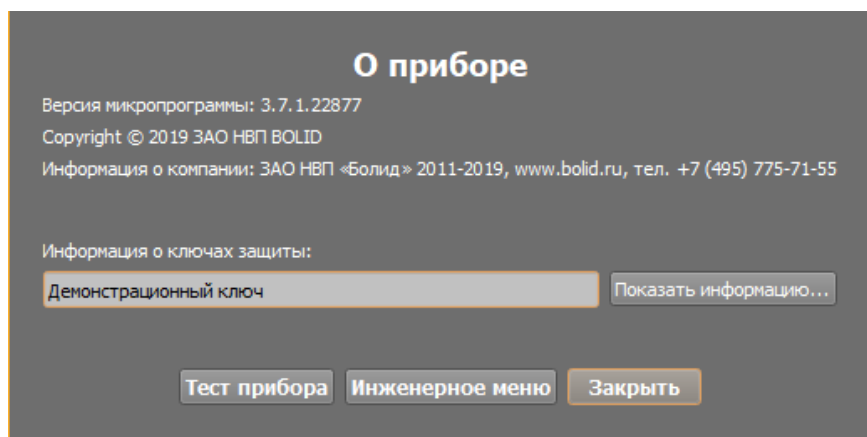 О приборе
Версия микропрограммы: 3.7.1.22877
Copyright © 2019 ЗАО НВП BOLID
Информация о компании: ЗАО НВП «Болид» 2011-2019, www.bolid.ru, тел. +7 (495) 775-71-55
Информация о ключах защиты:
Демонстрационный ключ Показать информацию...
Тест прибора Инженерное меню Закрыть